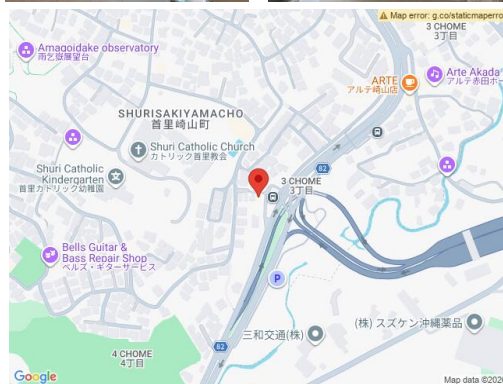 Map error: g.co/staticmaperro
3 CHOME
3丁目
Amagoidake observatory
雨乞嶽展望台
ARTE
アルテ崎山店
Arte Akada
アルテ赤田ホー
SHURISAKIYAMACHO
首里崎山町
Shuri Catholic Church
カトリック首里教会
82
Shuri Catholic
Kindergarten
首里カトリック幼稚園
3 CHOME
3丁目
Bells Guitar &
Bass Repair Shop
ベルズ・ギターサービス
P
三和交通(株)
(株) スズケン沖縄薬品
82
4 CHOME
4丁目
Google
Map data ©202